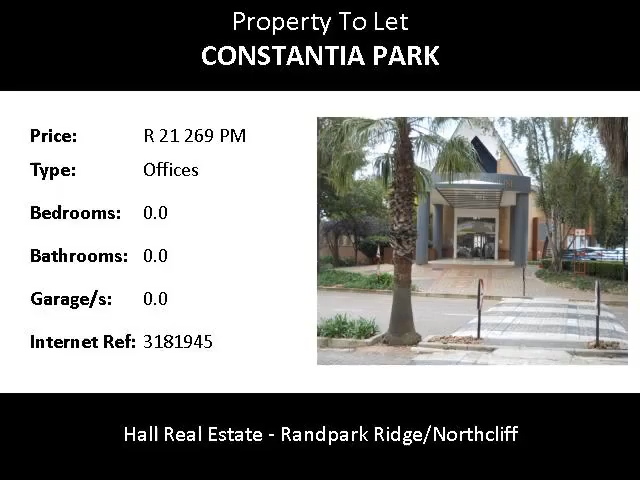 Property To Let
CONSTANTIA PARK
Price: R 21 269 PM
Type: Offices
Bedrooms: 0.0
Bathrooms: 0.0
Garage/s: 0.0
Internet Ref: 3181945
Hall Real Estate - Randpark Ridge/Northcliff